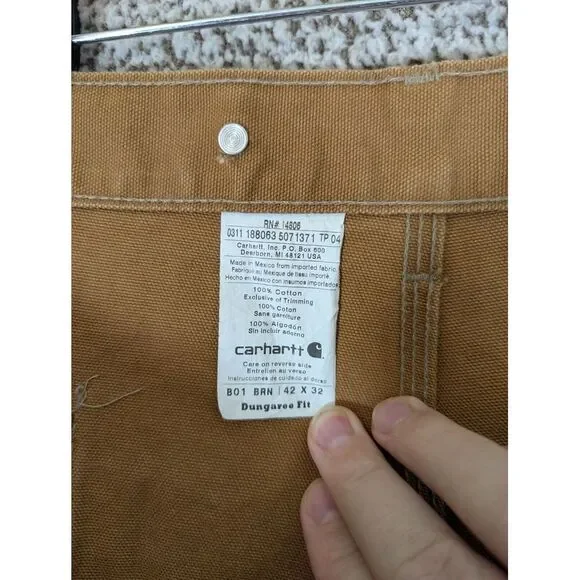 RN# 14806
0311 188063 5071371 TP 04
Carhartt, Inc. P.O. Box 600
Dearborn, MI 48121 USA
Made in Mexico from imported fabric
Fabriqué au Mexique de tissu importé.
Hecho en México con insumos importados
100% Cotton
Exclusive of Trimming
100% Coton
Sans garniture
100% Algodón
Sin incluir adorno
carhartt
Care on reverse side
Entretien au verso
Instrucciones de cuidado al dorso
B01 BRN 42 X 32
Dungaree Fit